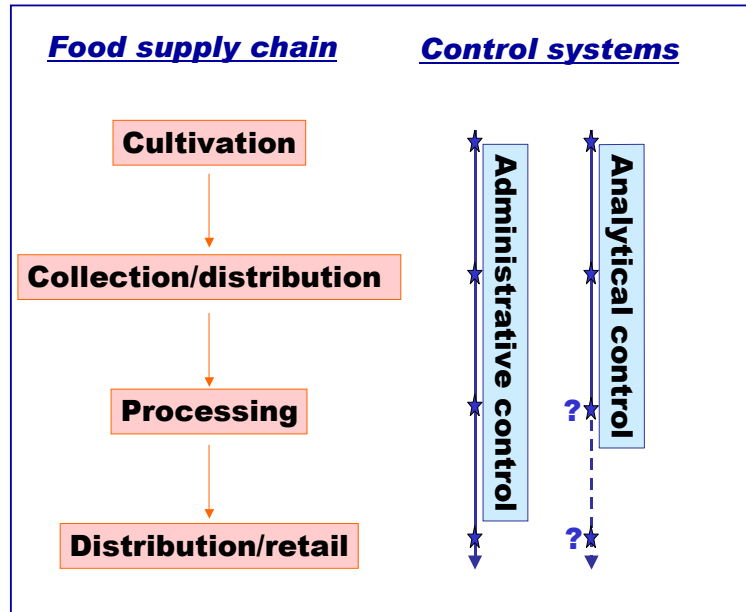 Food supply chain
Control systems
Cultivation
Collection/distribution
Processing
Distribution/retail
Administrative control
Analytical control
?
?